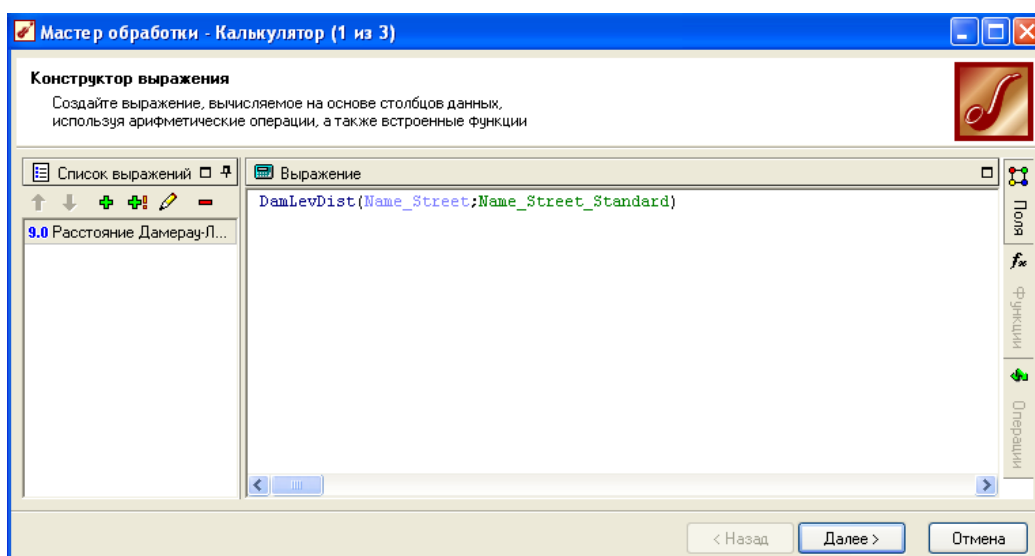 Мастер обработки - Калькулятор (1 из 3)
Конструктор выражения
Создайте выражение, вычисляемое на основе столбцов данных,
используя арифметические операции, а также встроенные функции
Список выражений
Выражение
DamLevDist(Name_Street;Name_Street_Standard)
9.0 Расстояние Дамерау-Л...
Поля
fx Функции
Операции
< Назад
Далее >
Отмена